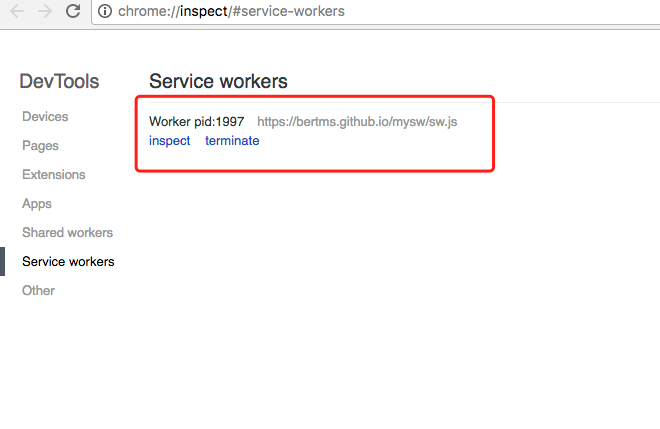 chrome://inspect/#service-workers
DevTools
Devices
Pages
Extensions
Apps
Shared workers
Service workers
Other
Service workers
Worker pid:1997 https://bertms.github.io/mysw/sw.js
inspect terminate